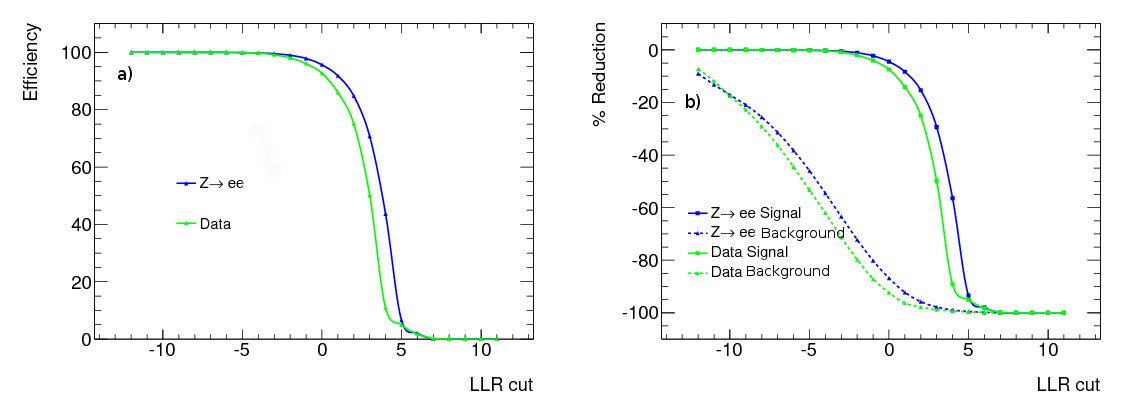 Efficiency
100
80
60
40
20
0
a)
Z→ ee
Data
-10 -5 0 5 10
LLR cut
% Reduction
0
-20
-40
-60
-80
-100
b)
Z→ ee Signal
Z→ ee Background
Data Signal
Data Background
-10 -5 0 5 10
LLR cut